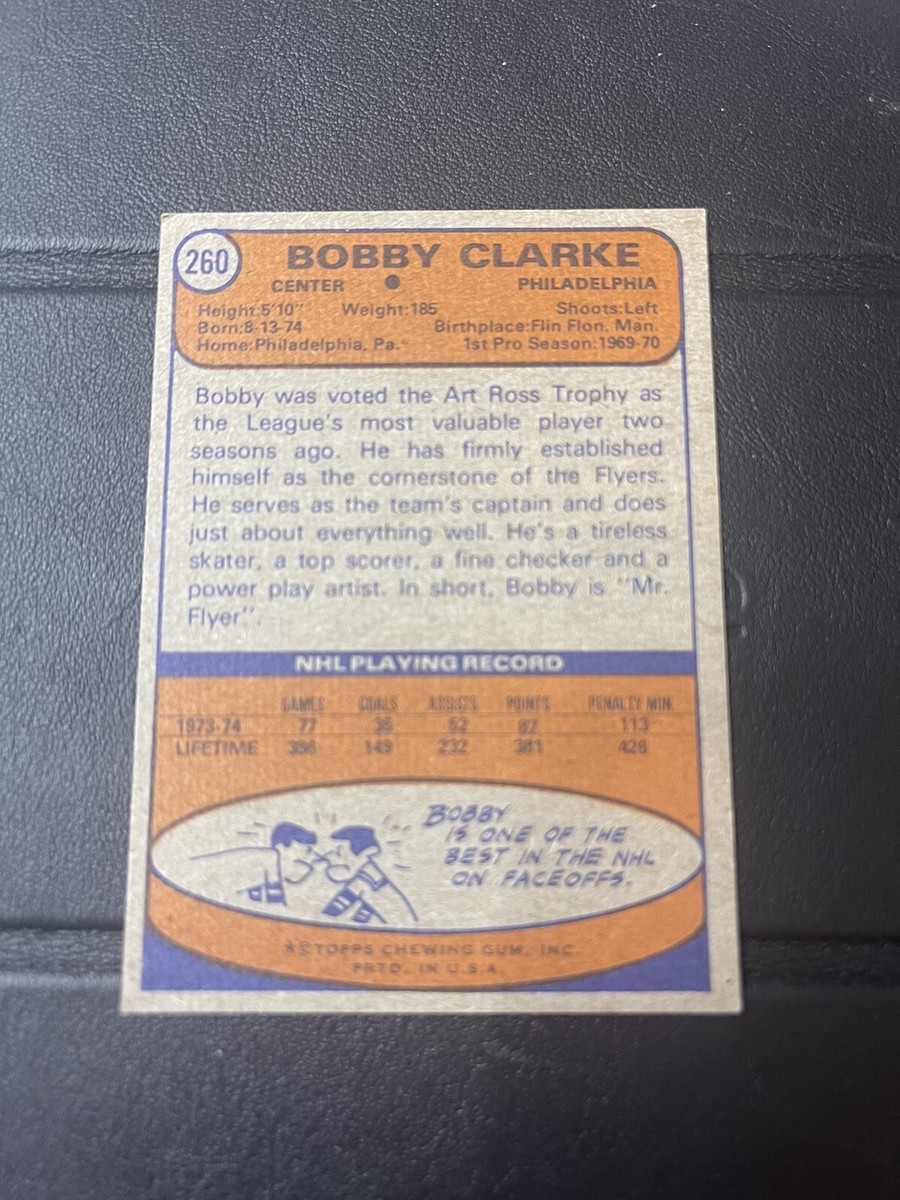 260
BOBBY CLARKE
CENTER • PHILADELPHIA
Height:5'10" Weight:185 Shoots:Left
Born:8-13-74 Birthplace:Flin Flon, Man.
Home:Philadelphia, Pa. 1st Pro Season:1969-70
Bobby was voted the Art Ross Trophy as
the League's most valuable player two
seasons ago. He has firmly established
himself as the cornerstone of the Flyers.
He serves as the team's captain and does
just about everything well. He's a tireless
skater, a top scorer, a fine checker and a
power play artist. In short, Bobby is "Mr.
Flyer".
NHL PLAYING RECORD
GAMES GOALS ASSISTS POINTS PENALTY MIN.
1973-74 77 35 52 87 113
LIFETIME 386 149 232 381 428
BOBBY
IS ONE OF THE
BEST IN THE NHL
ON FACEOFFS.
★©TOPPS CHEWING GUM, INC.
PRTD. IN U.S.A.